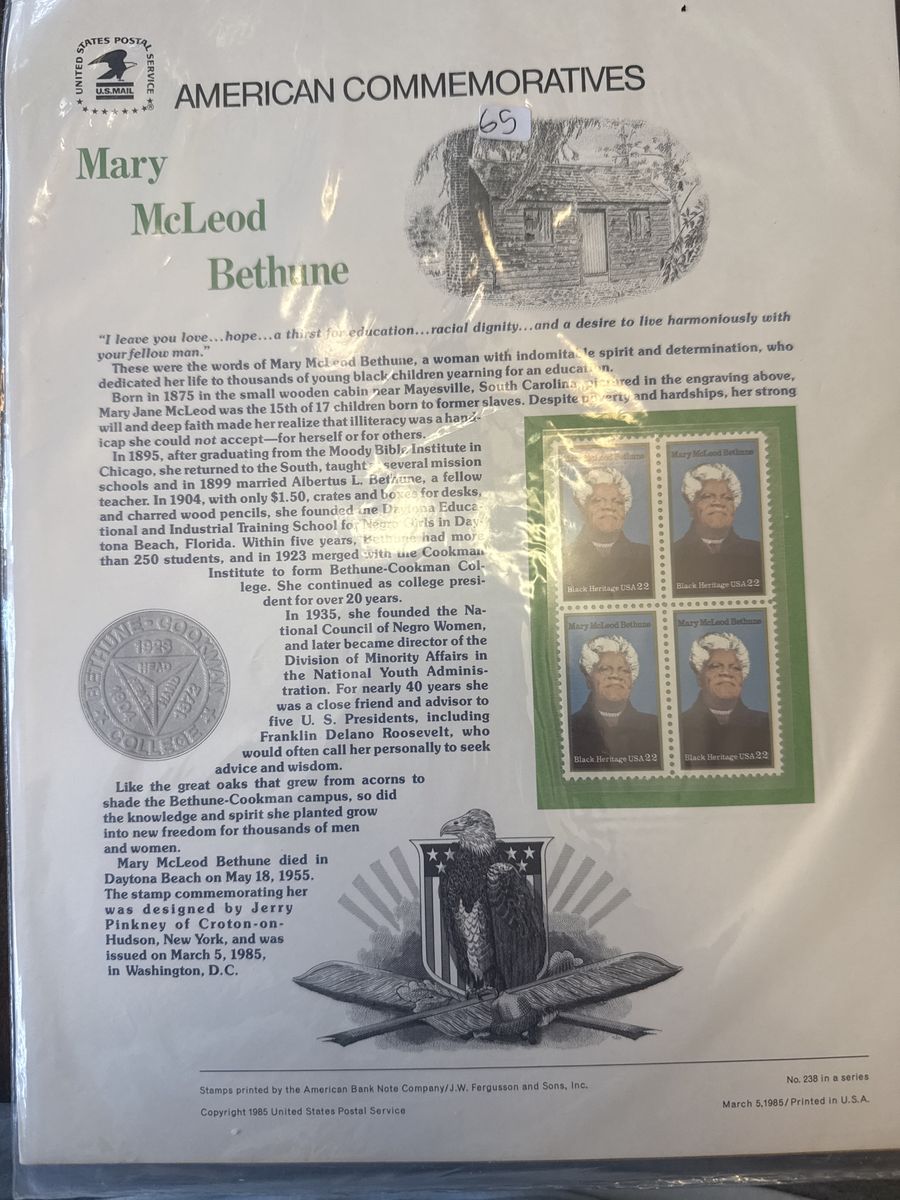 UNITED STATES POSTAL SERVICE
U.S.MAIL
AMERICAN COMMEMORATIVES
65
Mary
McLeod
Bethune
"I leave you love...hope...a thirst for education...racial dignity...and a desire to live harmoniously with
your fellow man."
These were the words of Mary McLeod Bethune, a woman with indomitable spirit and determination, who
dedicated her life to thousands of young black children yearning for an education.
Born in 1875 in the small wooden cabin near Mayesville, South Carolina, pictured in the engraving above,
Mary Jane McLeod was the 15th of 17 children born to former slaves. Despite poverty and hardships, her strong
will and deep faith made her realize that illiteracy was a hand-
icap she could not accept—for herself or for others.
In 1895, after graduating from the Moody Bible Institute in
Chicago, she returned to the South, taught at several mission
schools and in 1899 married Albertus L. Bethune, a fellow
teacher. In 1904, with only $1.50, crates and boxes for desks,
and charred wood pencils, she founded the Daytona Educa-
tional and Industrial Training School for Negro Girls in Day-
tona Beach, Florida. Within five years, Bethune had more
than 250 students, and in 1923 merged with the Cookman
Institute to form Bethune-Cookman Col-
lege. She continued as college presi-
dent for over 20 years.
In 1935, she founded the Na-
tional Council of Negro Women,
and later became director of the
Division of Minority Affairs in
the National Youth Adminis-
tration. For nearly 40 years she
was a close friend and advisor to
five U. S. Presidents, including
Franklin Delano Roosevelt, who
would often call her personally to seek
advice and wisdom.
Like the great oaks that grew from acorns to
shade the Bethune-Cookman campus, so did
the knowledge and spirit she planted grow
into new freedom for thousands of men
and women.
Mary McLeod Bethune died in
Daytona Beach on May 18, 1955.
The stamp commemorating her
was designed by Jerry
Pinkney of Croton-on-
Hudson, New York, and was
issued on March 5, 1985,
in Washington, D.C.
BETHUNE-COOKMAN
COLLEGE
1923
HEAD
HAND
1904
1872
Mary McLeod Bethune
Black Heritage USA 22
Mary McLeod Bethune
Black Heritage USA 22
Mary McLeod Bethune
Black Heritage USA 22
Mary McLeod Bethune
Black Heritage USA 22
Stamps printed by the American Bank Note Company/J.W. Fergusson and Sons, Inc.
Copyright 1985 United States Postal Service
No. 238 in a series
March 5,1985/Printed in U.S.A.